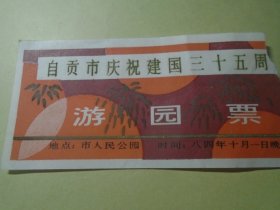 自贡市庆祝建国三十五周
游园票
地点：市人民公园 时间：八四年十月一日晚